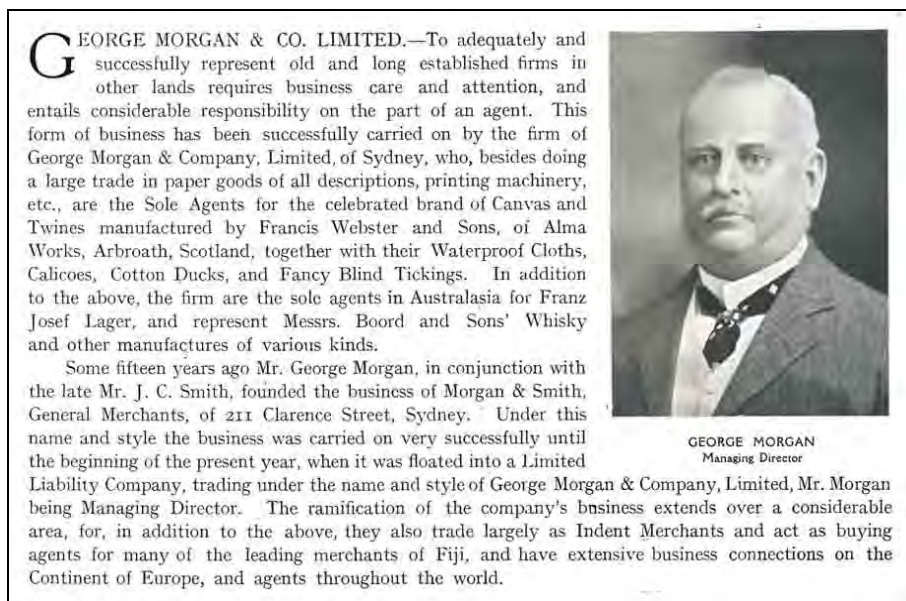 GEORGE MORGAN & CO. LIMITED.—To adequately and
successfully represent old and long established firms in
other lands requires business care and attention, and
entails considerable responsibility on the part of an agent. This
form of business has been successfully carried on by the firm of
George Morgan & Company, Limited, of Sydney, who, besides doing
a large trade in paper goods of all descriptions, printing machinery,
etc., are the Sole Agents for the celebrated brand of Canvas and
Twines manufactured by Francis Webster and Sons, of Alma
Works, Arbroath, Scotland, together with their Waterproof Cloths,
Calicoes, Cotton Ducks, and Fancy Blind Tickings. In addition
to the above, the firm are the sole agents in Australasia for Franz
Josef Lager, and represent Messrs. Boord and Sons' Whisky
and other manufactures of various kinds.
Some fifteen years ago Mr. George Morgan, in conjunction with
the late Mr. J. C. Smith, founded the business of Morgan & Smith,
General Merchants, of 211 Clarence Street, Sydney. Under this
name and style the business was carried on very successfully until
the beginning of the present year, when it was floated into a Limited
Liability Company, trading under the name and style of George Morgan & Company, Limited, Mr. Morgan
being Managing Director. The ramification of the company's business extends over a considerable
area, for, in addition to the above, they also trade largely as Indent Merchants and act as buying
agents for many of the leading merchants of Fiji, and have extensive business connections on the
Continent of Europe, and agents throughout the world.
GEORGE MORGAN
Managing Director